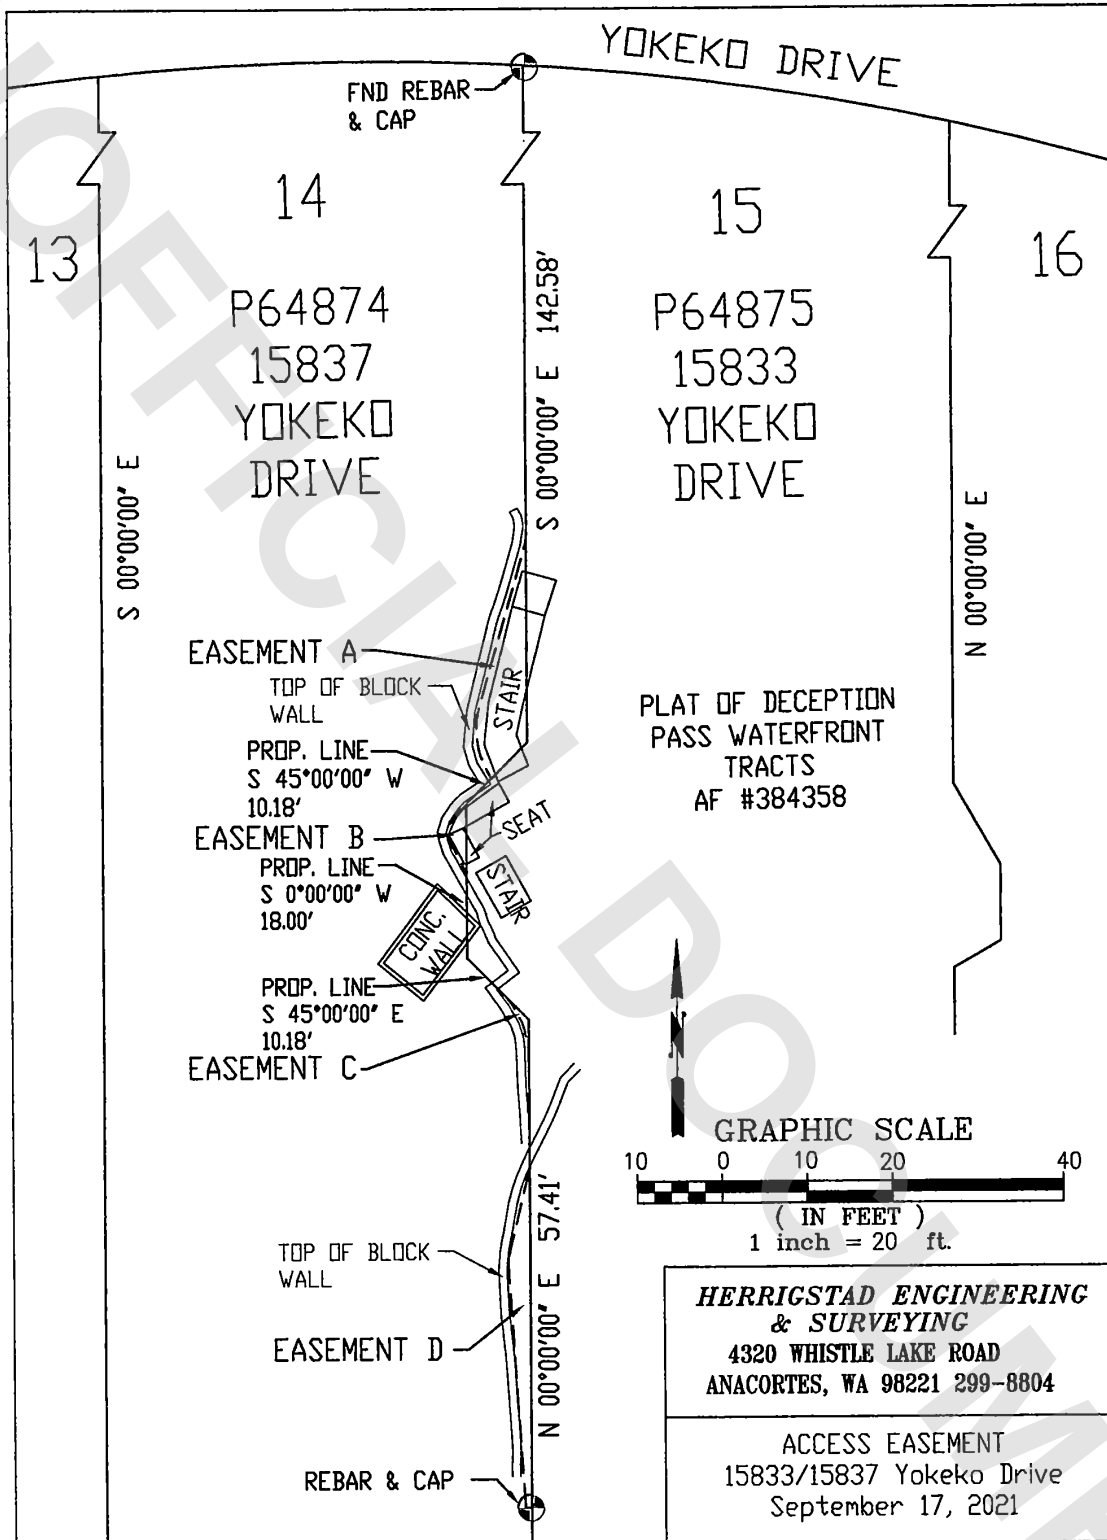 YOKEKO DRIVE
FND REBAR
& CAP
13
14
15
16
P64874
15837
YOKEKO
DRIVE
P64875
15833
YOKEKO
DRIVE
S 00°00'00" E
S 00°00'00" E 142.58'
N 00°00'00" E
EASEMENT A
TOP OF BLOCK
WALL
STAIR
PROP. LINE
S 45°00'00" W
10.18'
EASEMENT B
SEAT
PROP. LINE
S 0°00'00" W
18.00'
STAIR
CONC.
WALL
PROP. LINE
S 45°00'00" E
10.18'
EASEMENT C
PLAT OF DECEPTION
PASS WATERFRONT
TRACTS
AF #384358
N
GRAPHIC SCALE
10 0 10 20 40
( IN FEET )
1 inch = 20 ft.
TOP OF BLOCK
WALL
EASEMENT D
N 00°00'00" E 57.41'
REBAR & CAP
HERRIGSTAD ENGINEERING
& SURVEYING
4320 WHISTLE LAKE ROAD
ANACORTES, WA 98221 299-8804
ACCESS EASEMENT
15833/15837 Yokeko Drive
September 17, 2021
UNOFFICIAL DOCUMENT